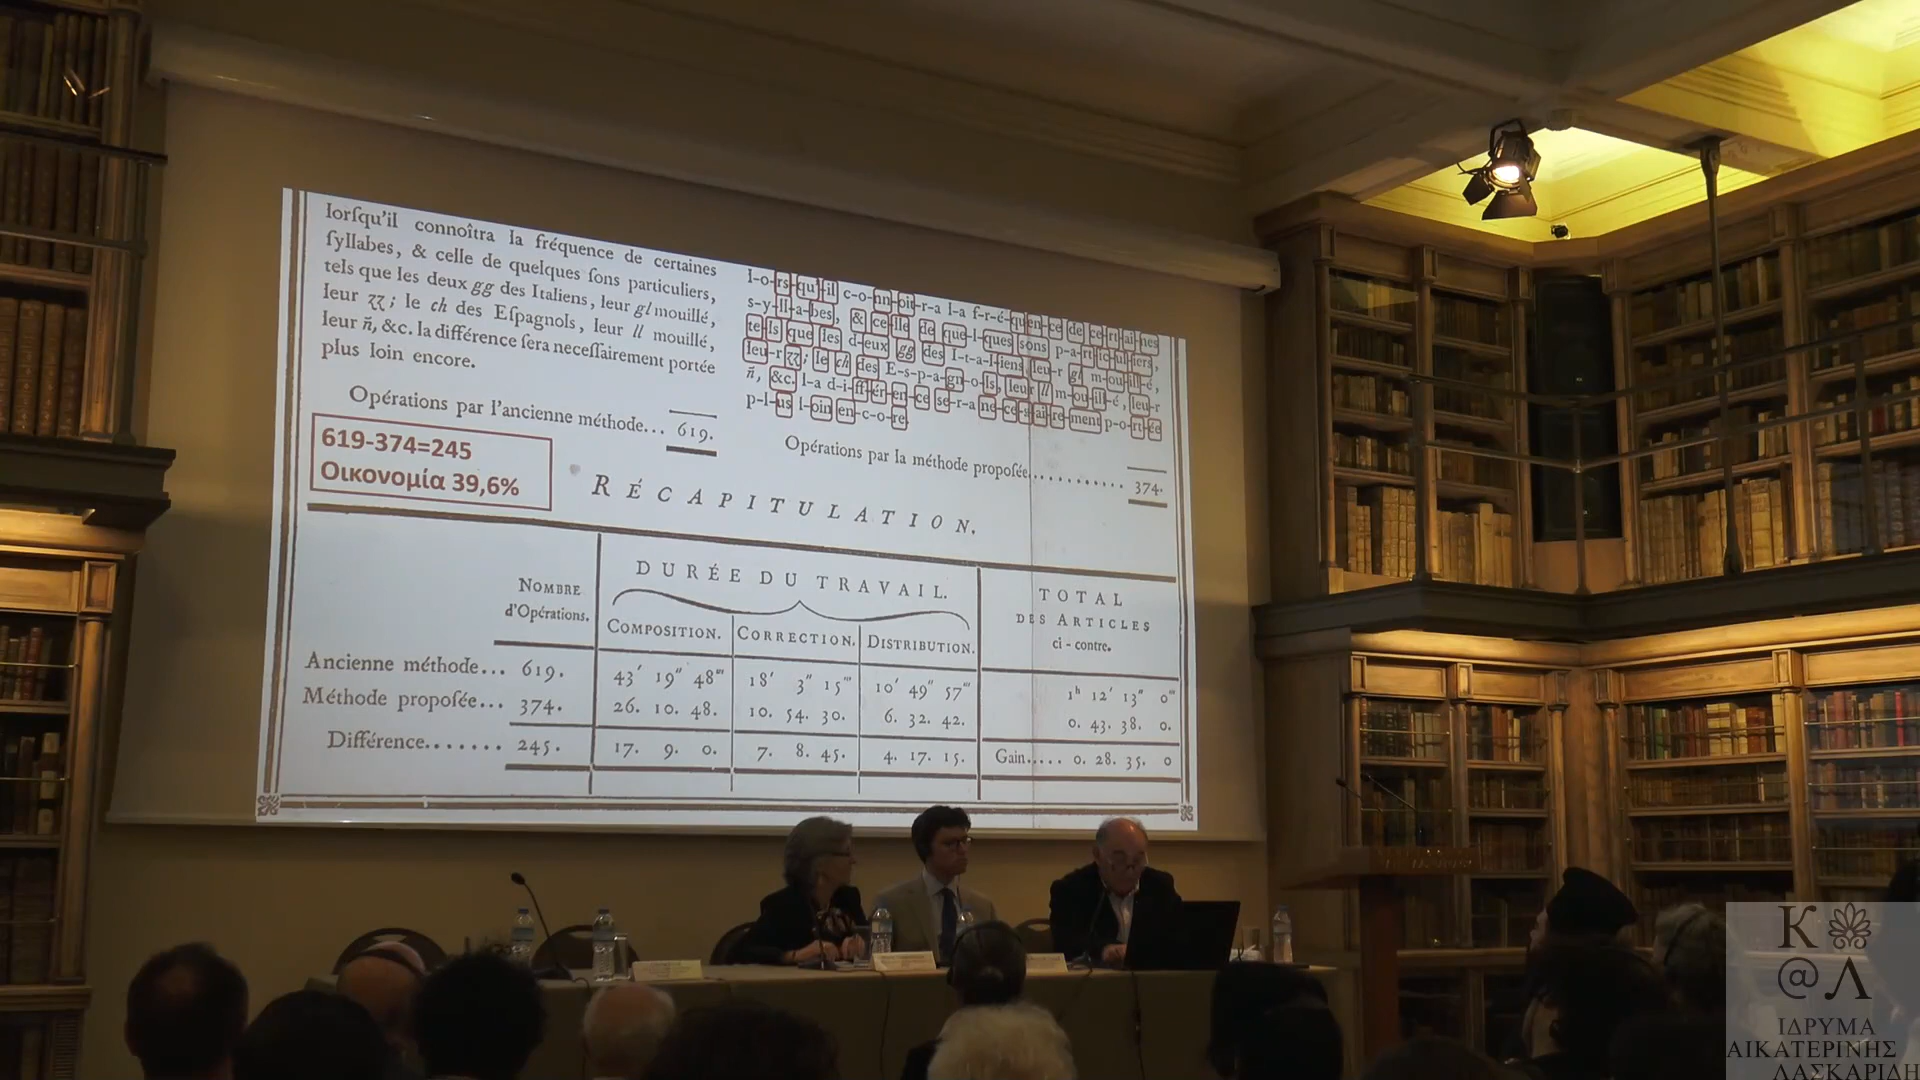 lorſqu'il connoîtra la fréquence de certaines
ſyllabes, & celle de quelques ſons particuliers,
tels que les deux gg des Italiens, leur gl mouillé,
leur ʒʒ; le ch des Eſpagnols, leur ll mouillé,
leur ñ, &c. la différence ſera neceſſairement portée
plus loin encore.
Opérations par l'ancienne méthode... 619.
619-374=245
Οικονομία 39,6%
l-o-rs-qu'-il c-o-nn-oit-r-a l-a f-r-é-qu-en-ce de ce-rt-ai-nes
s-y-ll-a-bes, & ce-lle de que-l-ques sons p-a-rt-ic-ul-iers,
te-ls que les d-eux gg des I-t-a-l-iens, leu-r gl m-ou-ill-é,
leu-r ʒʒ; le ch des E-s-p-a-gn-o-ls, leur ll m-ou-ill-é, leu-r
ñ, &c. l-a d-i-ff-ér-en-ce se-r-a ne-ce-s-ai-re-ment p-o-rt-ée
p-l-us l-oin en-c-o-re.
Opérations par la méthode propoſée............ 374.
RÉCAPITULATION.
NOMBRE
d'Opérations.
DURÉE DU TRAVAIL.
COMPOSITION. CORRECTION. DISTRIBUTION.
TOTAL
DES ARTICLES
ci-contre.
Ancienne méthode... 619. 43' 19" 48'" 18' 3" 15'" 10' 49" 57'" 1h 12' 13" 0'"
Méthode propoſée... 374. 26. 10. 48. 10. 54. 30. 6. 32. 42. 0. 43. 38. 0.
Différence....... 245. 17. 9. 0. 7. 8. 45. 4. 17. 15. Gain..... 0. 28. 35. 0
Κ
@Λ
ΙΔΡΥΜΑ
ΑΙΚΑΤΕΡΙΝΗΣ
ΛΑΣΚΑΡΙΔΗ